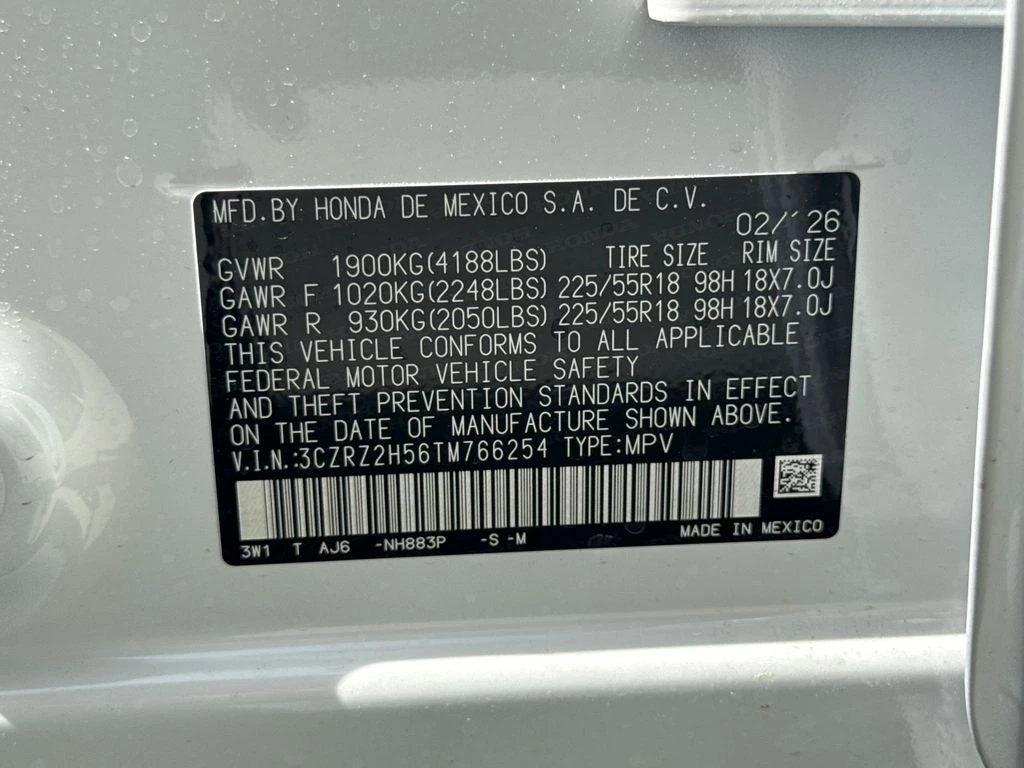 MFD.BY HONDA DE MEXICO S.A. DE C.V.
02/'26
GVWR 1900KG(4188LBS) TIRE SIZE RIM SIZE
GAWR F 1020KG(2248LBS) 225/55R18 98H 18X7.0J
GAWR R 930KG(2050LBS) 225/55R18 98H 18X7.0J
THIS VEHICLE CONFORMS TO ALL APPLICABLE
FEDERAL MOTOR VEHICLE SAFETY
AND THEFT PREVENTION STANDARDS IN EFFECT
ON THE DATE OF MANUFACTURE SHOWN ABOVE.
V.I.N.:3CZRZ2H56TM766254 TYPE:MPV
3W1 T AJ6 -NH883P -S -M MADE IN MEXICO